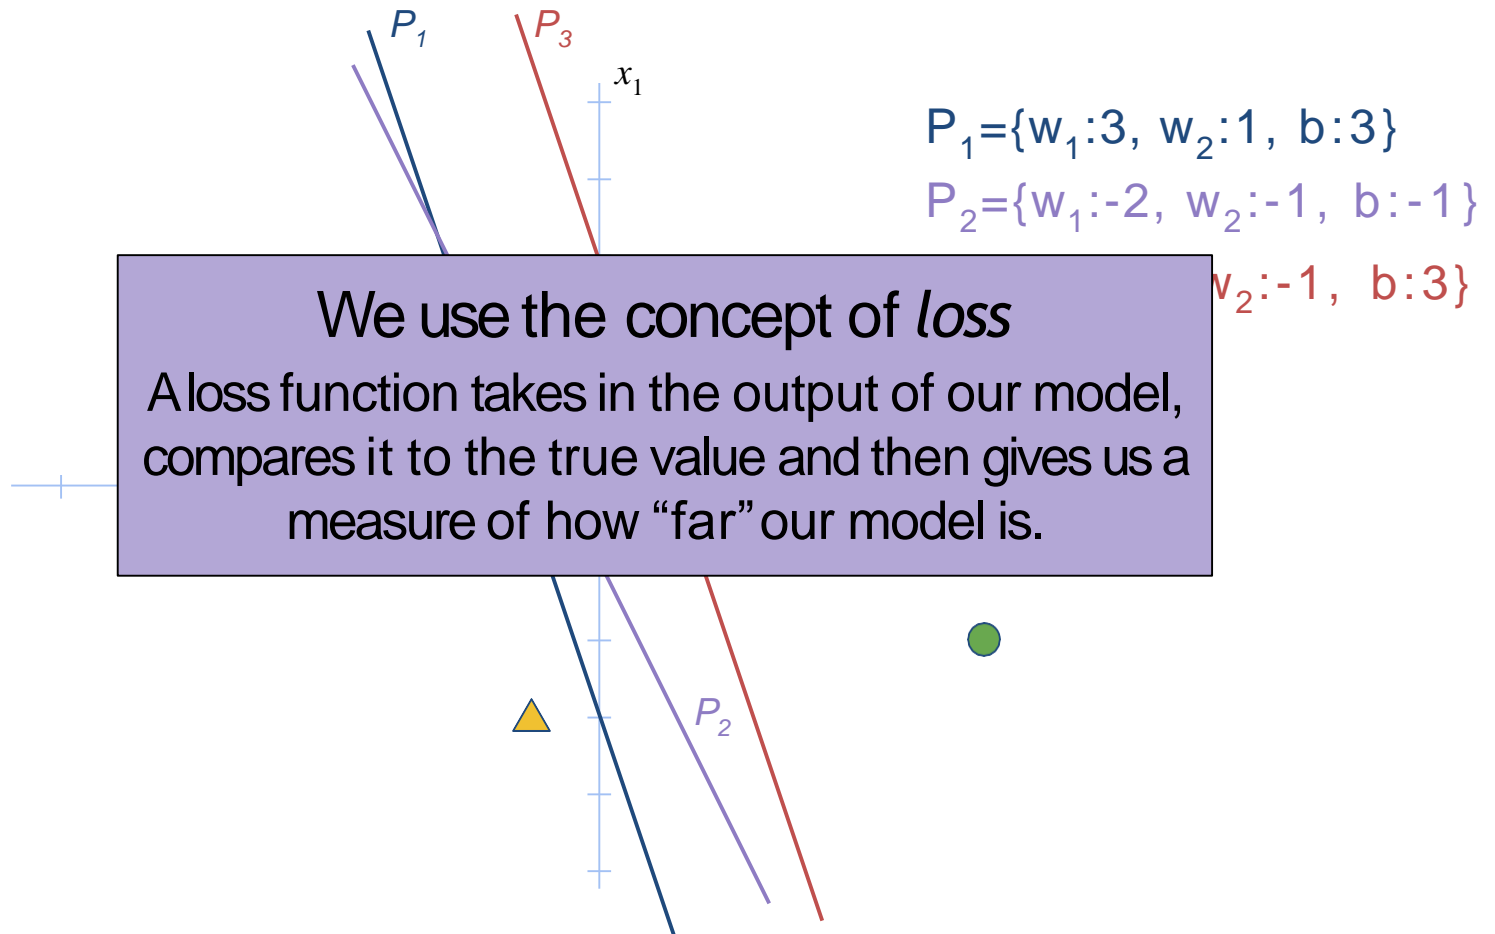 P₁ P₃
x₁
P₁={w₁:3, w₂:1, b:3}
P₂={w₁:-2, w₂:-1, b:-1}
w₂:-1, b:3}
We use the concept of loss
A loss function takes in the output of our model,
compares it to the true value and then gives us a
measure of how “far” our model is.
P₂